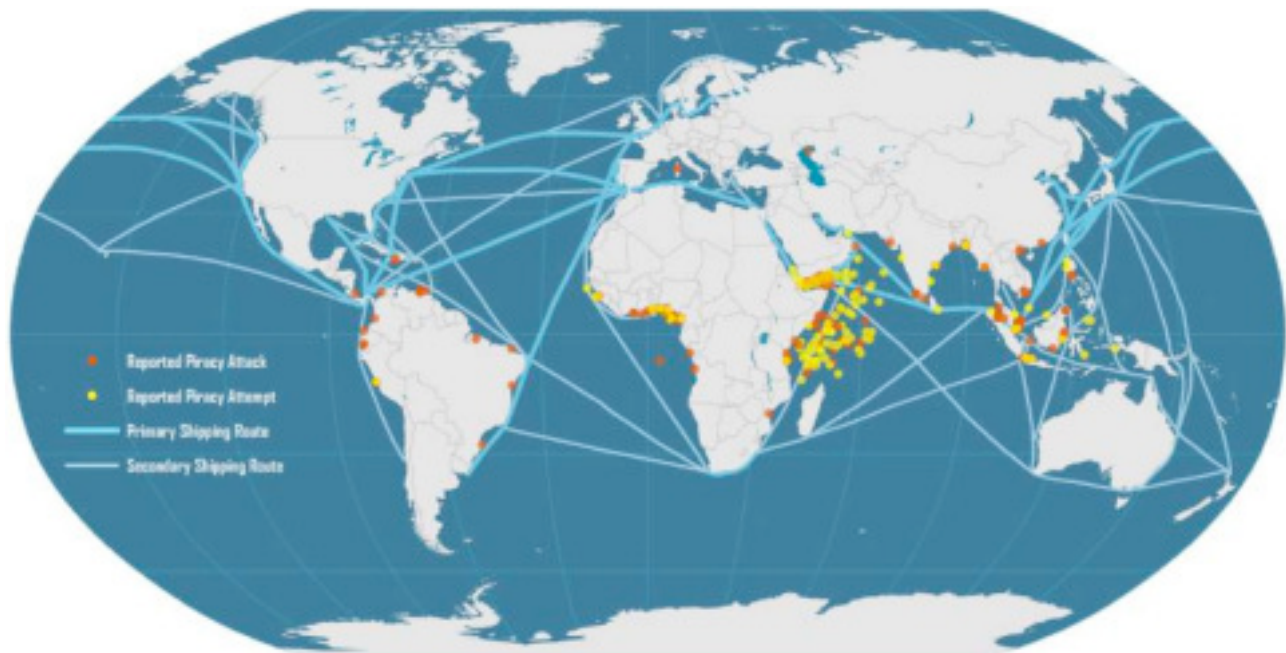 Reported Piracy Attack
Reported Piracy Attempt
Primary Shipping Route
Secondary Shipping Route